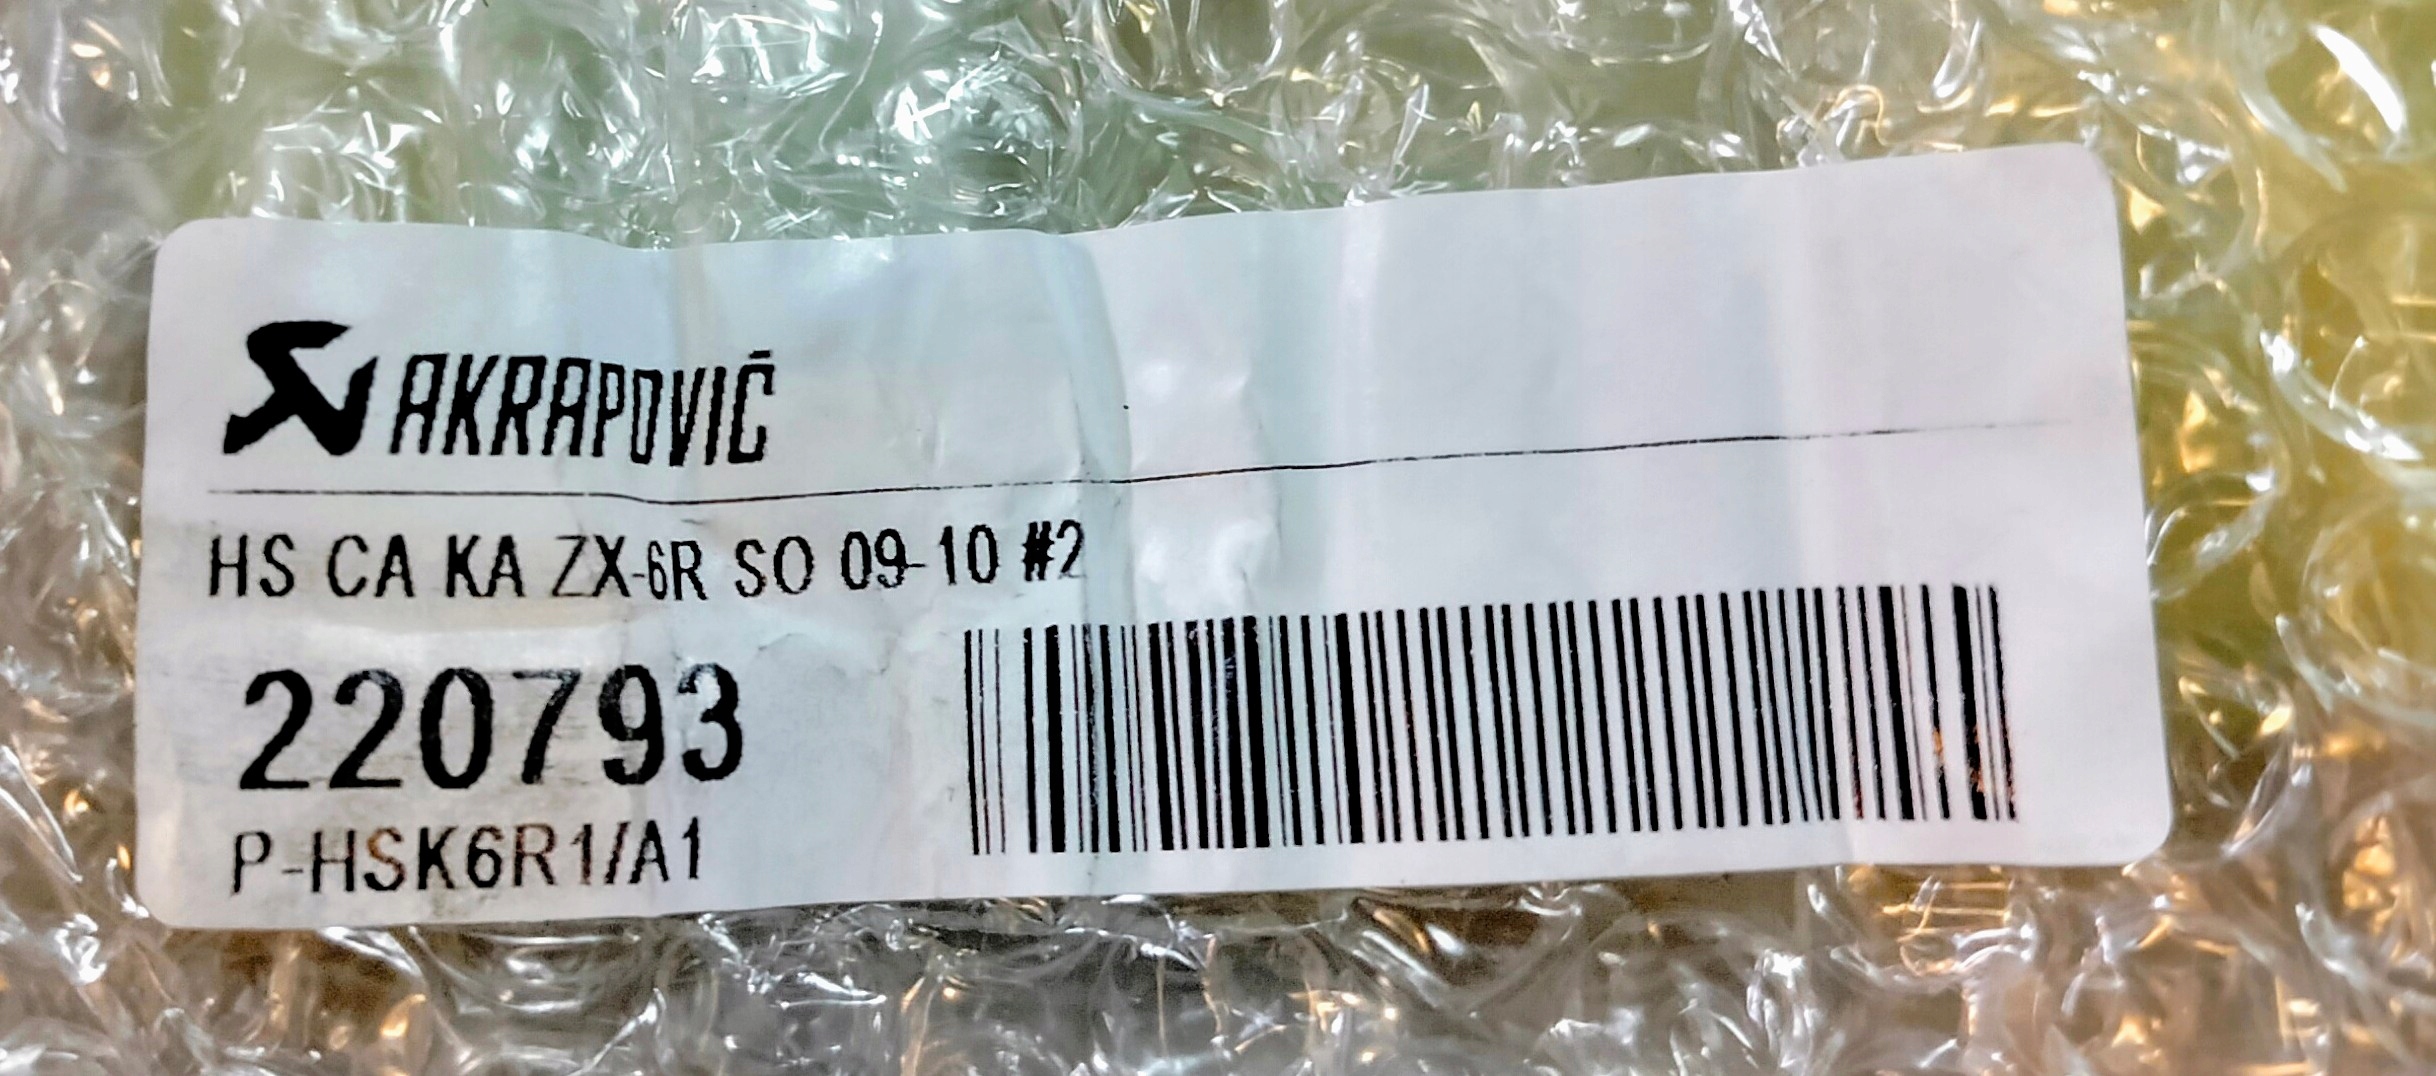 AKRAPOVIČ
HS CA KA ZX-6R SO 09-10 #2
220793
P-HSK6R1/A1